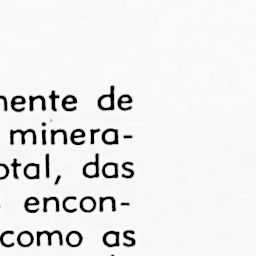 mente de
minera-
otal, das
encon-
como as